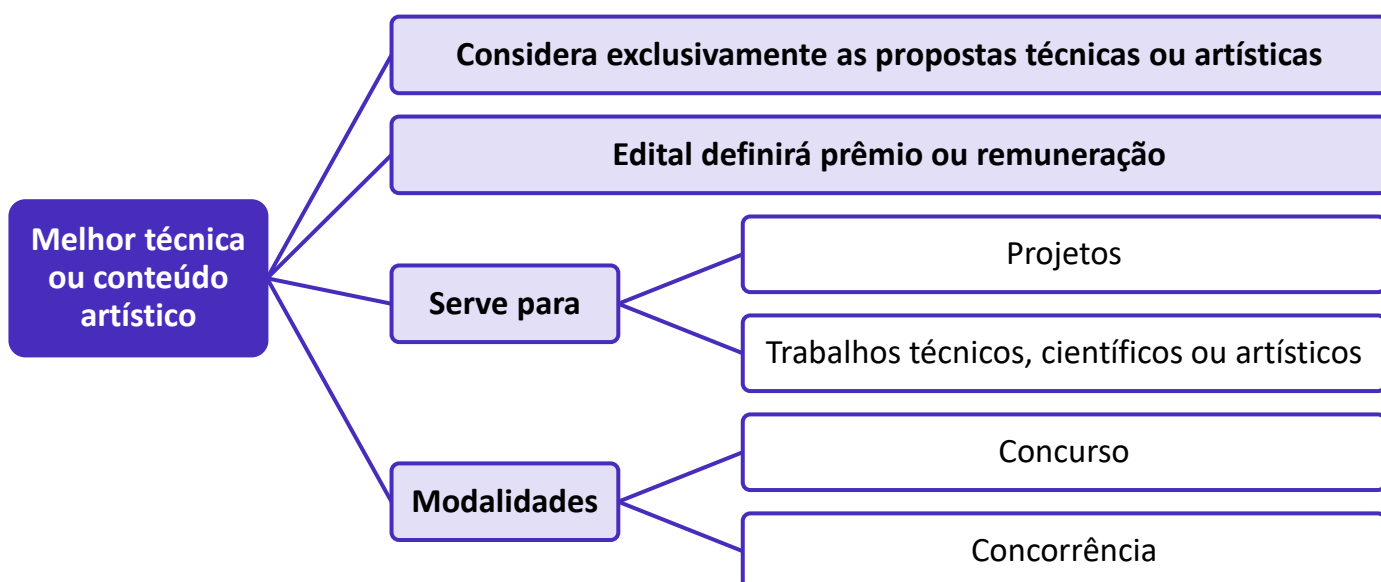 Considera exclusivamente as propostas técnicas ou artísticas
Edital definirá prêmio ou remuneração
Melhor técnica
ou conteúdo
artístico
Serve para
Projetos
Trabalhos técnicos, científicos ou artísticos
Modalidades
Concurso
Concorrência